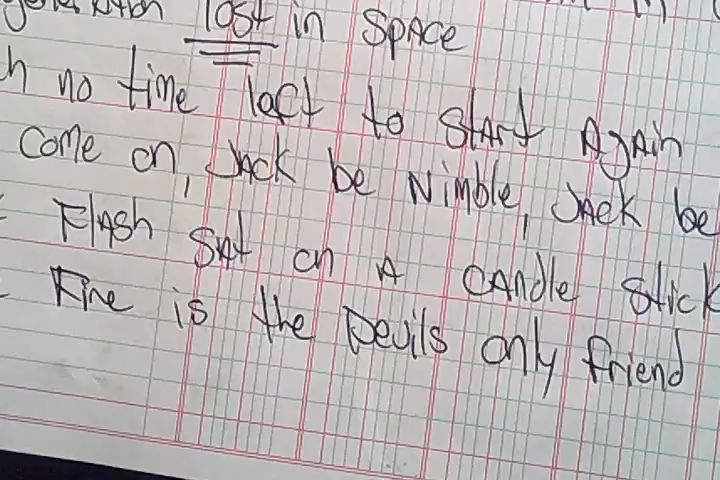 generation lost in space
h no time left to start again
come on, Jack be nimble, Jack be
Flash sat on a candle stick
Fire is the Devils only friend